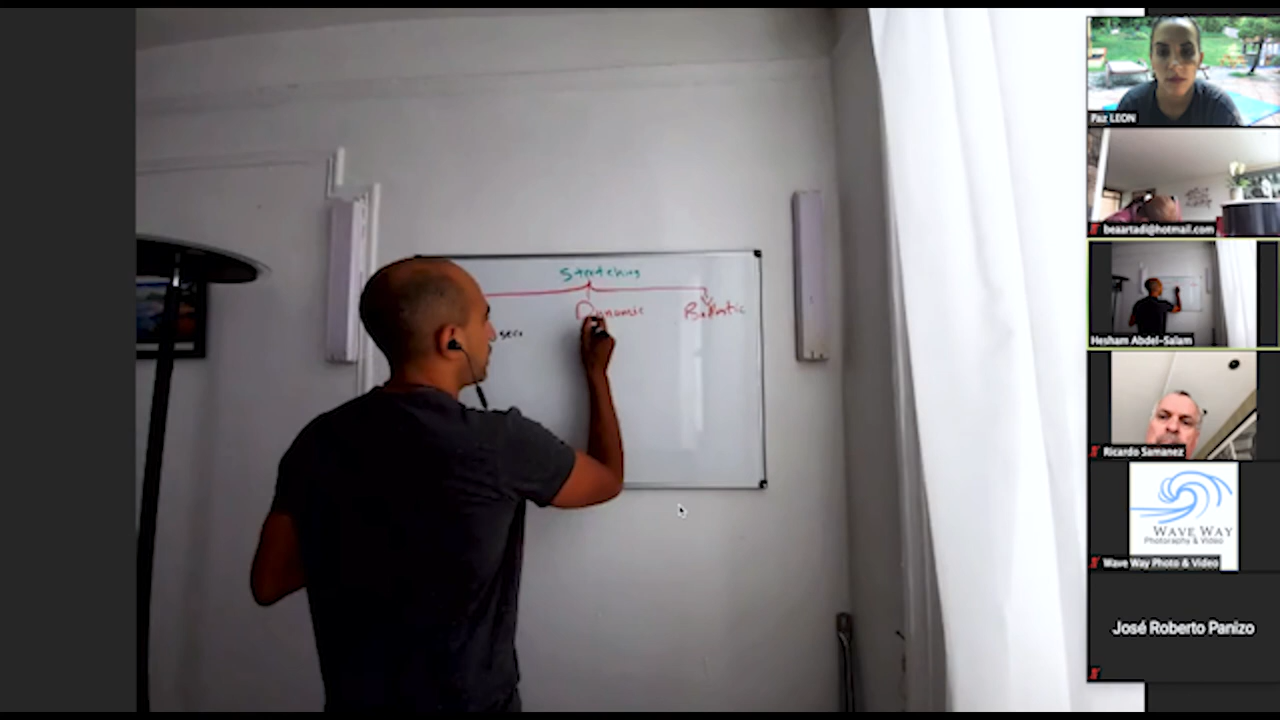 Stretching
Dynamic
Ballistic
sec
Paz LEON
beaartadi@hotmail.com
Hesham Abdel-Salam
Ricardo Samanez
WAVE WAY
Photography & Video
Wave Way Photo & Video
José Roberto Panizo